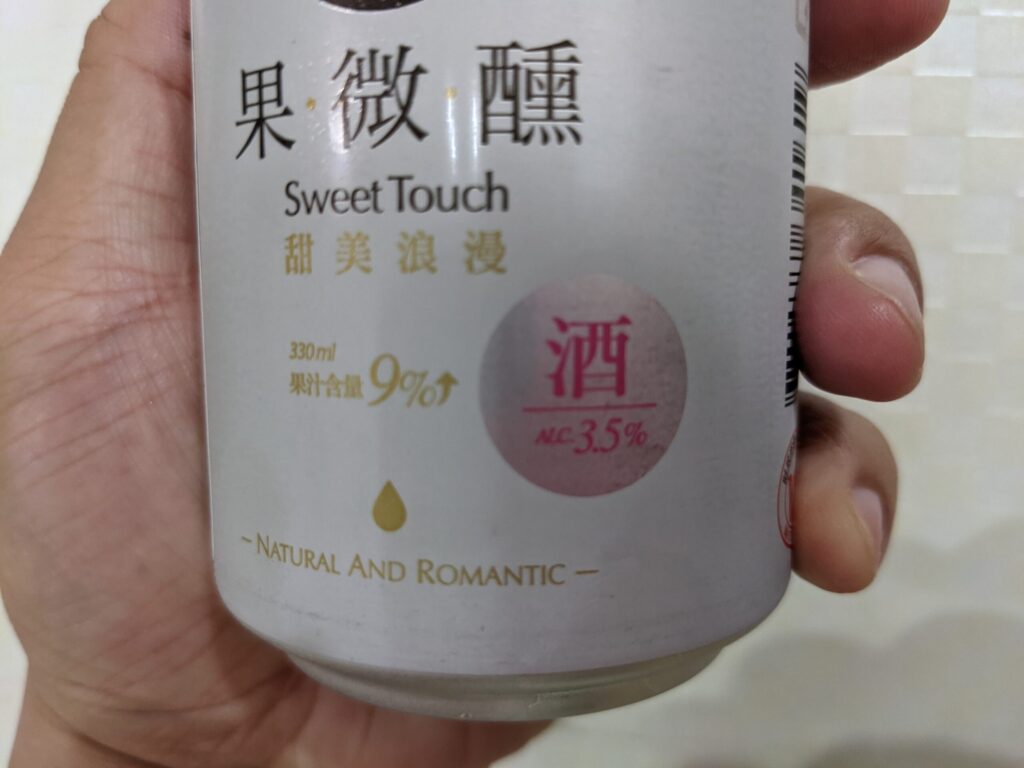 果·微·醺
Sweet Touch
甜美浪漫
330ml
果汁含量 9%↑
酒
ALC. 3.5%
– NATURAL AND ROMANTIC –